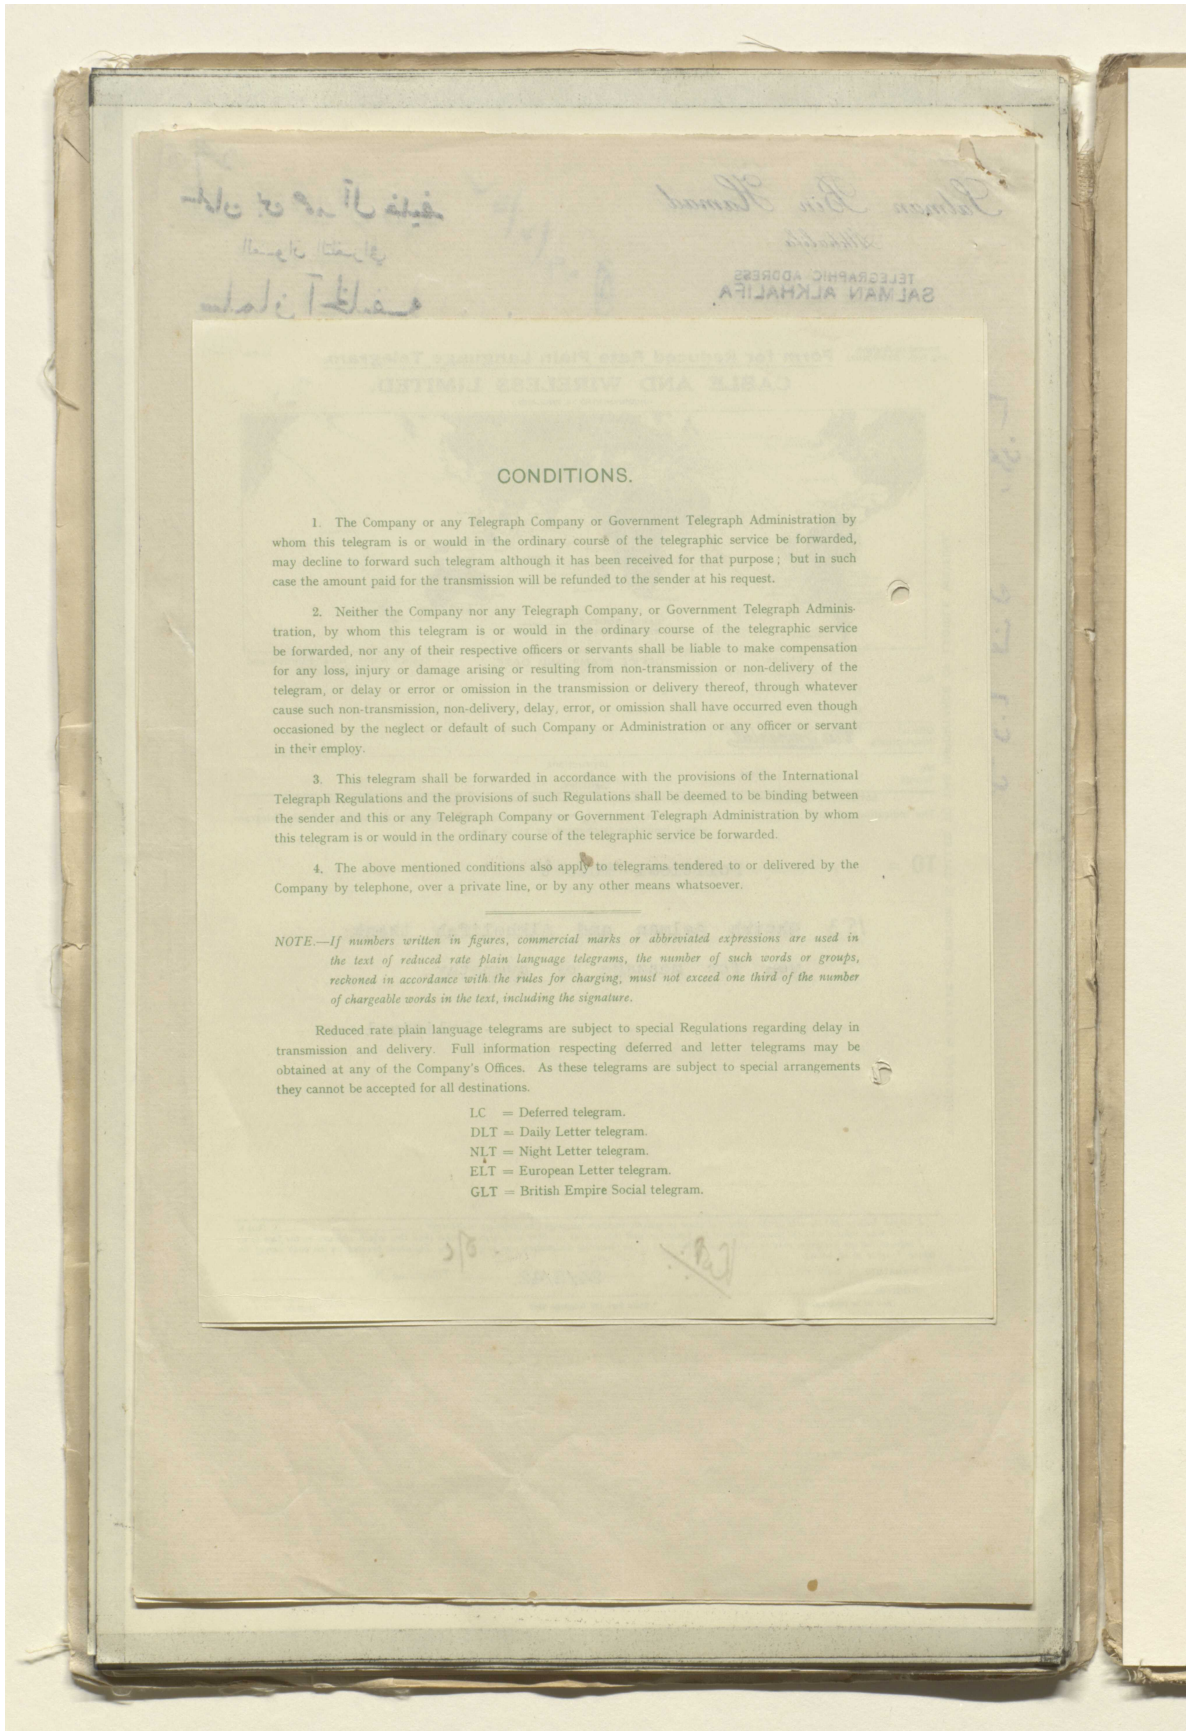 CONDITIONS.
1. The Company or any Telegraph Company or Government Telegraph Administration by
whom this telegram is or would in the ordinary course of the telegraphic service be forwarded,
may decline to forward such telegram although it has been received for that purpose; but in such
case the amount paid for the transmission will be refunded to the sender at his request.
2. Neither the Company nor any Telegraph Company, or Government Telegraph Adminis-
tration, by whom this telegram is or would in the ordinary course of the telegraphic service
be forwarded, nor any of their respective officers or servants shall be liable to make compensation
for any loss, injury or damage arising or resulting from non-transmission or non-delivery of the
telegram, or delay or error or omission in the transmission or delivery thereof, through whatever
cause such non-transmission, non-delivery, delay, error, or omission shall have occurred even though
occasioned by the neglect or default of such Company or Administration or any officer or servant
in their employ.
3. This telegram shall be forwarded in accordance with the provisions of the International
Telegraph Regulations and the provisions of such Regulations shall be deemed to be binding between
the sender and this or any Telegraph Company or Government Telegraph Administration by whom
this telegram is or would in the ordinary course of the telegraphic service be forwarded.
4. The above mentioned conditions also apply to telegrams tendered to or delivered by the
Company by telephone, over a private line, or by any other means whatsoever.
NOTE.—If numbers written in figures, commercial marks or abbreviated expressions are used in
the text of reduced rate plain language telegrams, the number of such words or groups,
reckoned in accordance with the rules for charging, must not exceed one third of the number
of chargeable words in the text, including the signature.
Reduced rate plain language telegrams are subject to special Regulations regarding delay in
transmission and delivery. Full information respecting deferred and letter telegrams may be
obtained at any of the Company's Offices. As these telegrams are subject to special arrangements
they cannot be accepted for all destinations.
LC = Deferred telegram.
DLT = Daily Letter telegram.
NLT = Night Letter telegram.
ELT = European Letter telegram.
GLT = British Empire Social telegram.